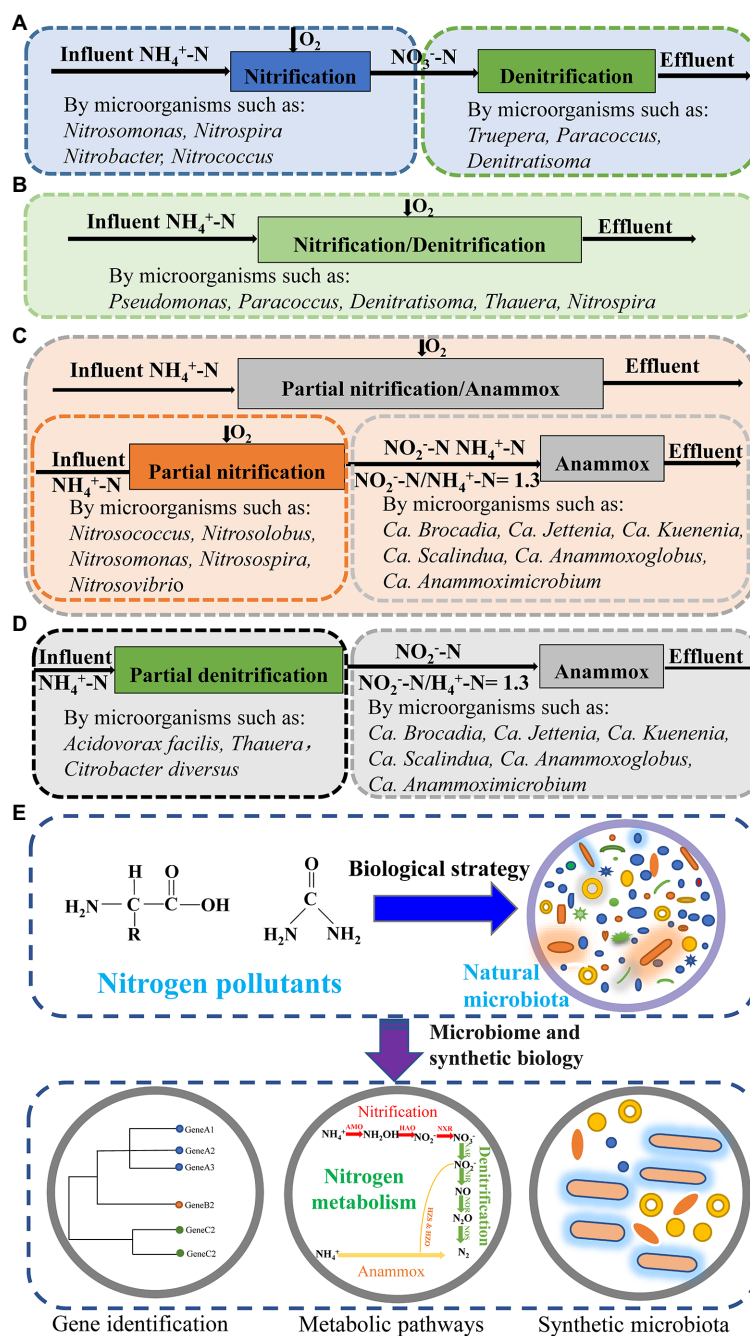 A
Influent NH₄⁺-N
O₂
Nitrification
NO₃⁻-N
Denitrification
Effluent
By microorganisms such as:
Nitrosomonas, Nitrospira
Nitrobacter, Nitrococcus
By microorganisms such as:
Truepera, Paracoccus,
Denitratisoma
B
Influent NH₄⁺-N
O₂
Nitrification/Denitrification
Effluent
By microorganisms such as:
Pseudomonas, Paracoccus, Denitratisoma, Thauera, Nitrospira
C
Influent NH₄⁺-N
O₂
Partial nitrification/Anammox
Effluent
Influent
NH₄⁺-N
O₂
Partial nitrification
NO₂⁻-N NH₄⁺-N
NO₂⁻-N/NH₄⁺-N= 1.3
Anammox
Effluent
By microorganisms such as:
Nitrosococcus, Nitrosolobus,
Nitrosomonas, Nitrosospira,
Nitrosovibrio
By microorganisms such as:
Ca. Brocadia, Ca. Jettenia, Ca. Kuenenia,
Ca. Scalindua, Ca. Anammoxoglobus,
Ca. Anammoximicrobium
D
Influent
NH₄⁺-N
Partial denitrification
NO₂⁻-N
NO₂⁻-N/H₄⁺-N= 1.3
Anammox
Effluent
By microorganisms such as:
Acidovorax facilis, Thauera，
Citrobacter diversus
By microorganisms such as:
Ca. Brocadia, Ca. Jettenia, Ca. Kuenenia,
Ca. Scalindua, Ca. Anammoxoglobus,
Ca. Anammoximicrobium
E
H O
H₂N C C OH
R
O
C
H₂N NH₂
Nitrogen pollutants
Biological strategy
Natural
microbiota
Microbiome and
synthetic biology
GeneA1
GeneA2
GeneA3
GeneB2
GeneC2
GeneC2
Gene identification
Nitrification
NH₄⁺ AMO NH₂OH HAO NO₂⁻ NXR NO₃⁻
NAR
NO₂⁻
NIR
NO
NOR
N₂O
NOS
N₂
Denitrification
Nitrogen
metabolism
HZS & HZO
NH₄⁺
Anammox
Metabolic pathways
Synthetic microbiota